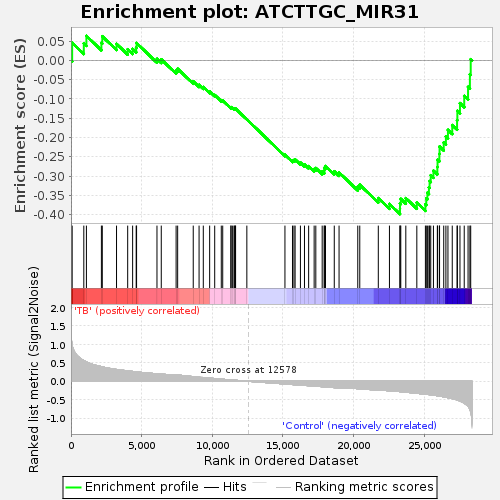 Enrichment plot: ATCTTGC_MIR31
Enrichment score (ES)
0.05
0.00
-0.05
-0.10
-0.15
-0.20
-0.25
-0.30
-0.35
-0.40
'TB' (positively correlated)
Ranked list metric (Signal2Noise)
2.0
1.5
1.0
0.5
0.0
-0.5
-1.0
Zero cross at 12578
'Control' (negatively correlated)
0 5,000 10,000 15,000 20,000 25,000
Rank in Ordered Dataset
Enrichment profile Hits Ranking metric scores